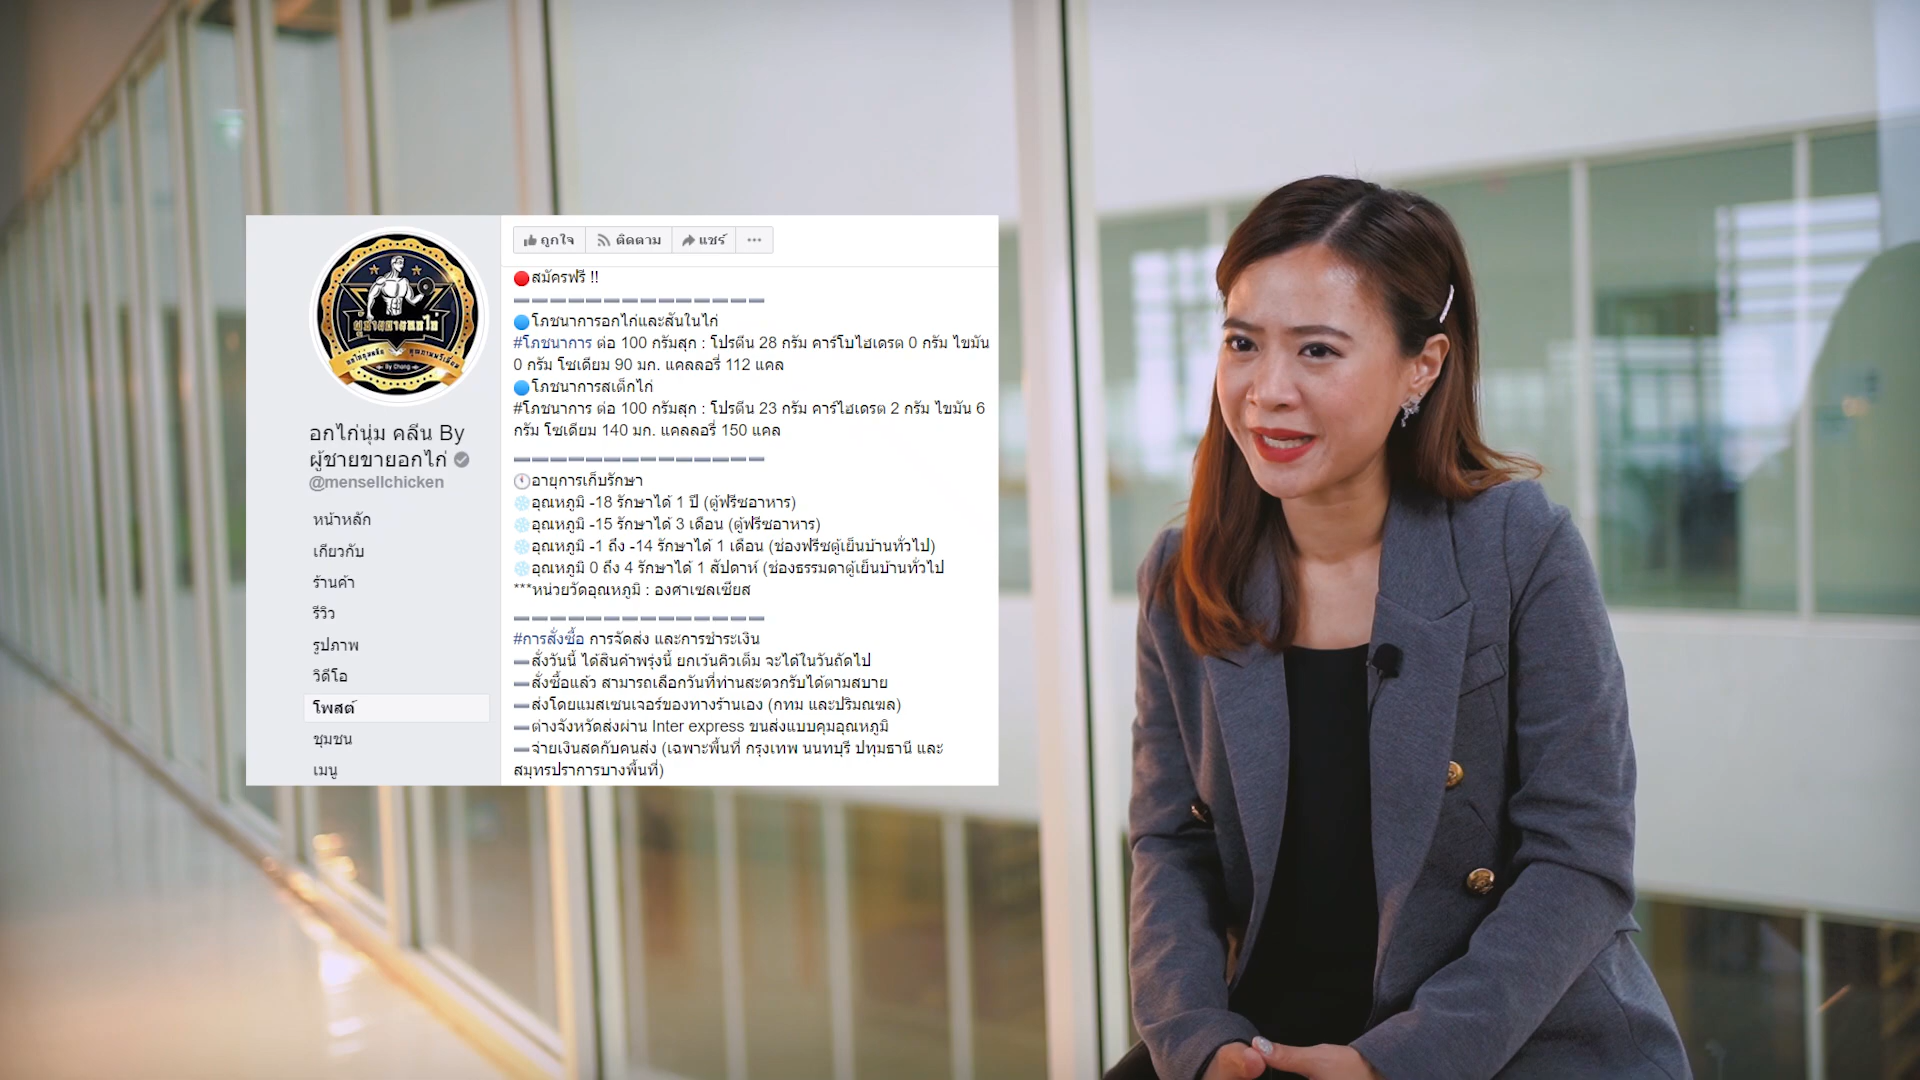 ผู้ชายขายอกไก่
By Chang
อกไก่นุ่ม คลีน By
ผู้ชายขายอกไก่
@mensellchicken
หน้าหลัก
เกี่ยวกับ
ร้านค้า
รีวิว
รูปภาพ
วิดีโอ
โพสต์
ชุมชน
เมนู
ถูกใจ ติดตาม แชร์ ...
สมัครฟรี !!
โภชนาการอกไก่และสันในไก่
#โภชนาการ ต่อ 100 กรัมสุก : โปรตีน 28 กรัม คาร์โบไฮเดรต 0 กรัม ไขมัน
0 กรัม โซเดียม 90 มก. แคลลอรี่ 112 แคล
โภชนาการสเต็กไก่
#โภชนาการ ต่อ 100 กรัมสุก : โปรตีน 23 กรัม คาร์ไฮเดรต 2 กรัม ไขมัน 6
กรัม โซเดียม 140 มก. แคลลอรี่ 150 แคล
อายุการเก็บรักษา
อุณหภูมิ -18 รักษาได้ 1 ปี (ตู้ฟรีซอาหาร)
อุณหภูมิ -15 รักษาได้ 3 เดือน (ตู้ฟรีซอาหาร)
อุณหภูมิ -1 ถึง -14 รักษาได้ 1 เดือน (ช่องฟรีซตู้เย็นบ้านทั่วไป)
อุณหภูมิ 0 ถึง 4 รักษาได้ 1 สัปดาห์ (ช่องธรรมดาตู้เย็นบ้านทั่วไป
***หน่วยวัดอุณหภูมิ : องศาเซลเซียส
#การสั่งซื้อ การจัดส่ง และการชำระเงิน
สั่งวันนี้ ได้สินค้าพรุ่งนี้ ยกเว้นคิวเต็ม จะได้ในวันถัดไป
สั่งซื้อแล้ว สามารถเลือกวันที่ท่านสะดวกรับได้ตามสบาย
ส่งโดยแมสเซนเจอร์ของทางร้านเอง (กทม และปริมณฑล)
ต่างจังหวัดส่งผ่าน Inter express ขนส่งแบบคุมอุณหภูมิ
จ่ายเงินสดกับคนส่ง (เฉพาะพื้นที่ กรุงเทพ นนทบุรี ปทุมธานี และ
สมุทรปราการบางพื้นที่)